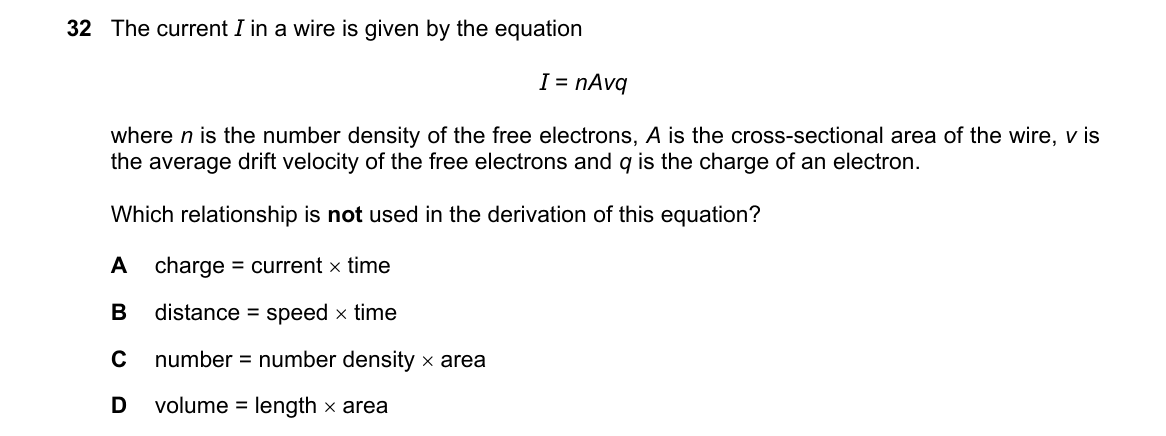 32 The current I in a wire is given by the equation
I = nAvq
where n is the number density of the free electrons, A is the cross-sectional area of the wire, v is
the average drift velocity of the free electrons and q is the charge of an electron.
Which relationship is not used in the derivation of this equation?
A charge = current × time
B distance = speed × time
C number = number density × area
D volume = length × area